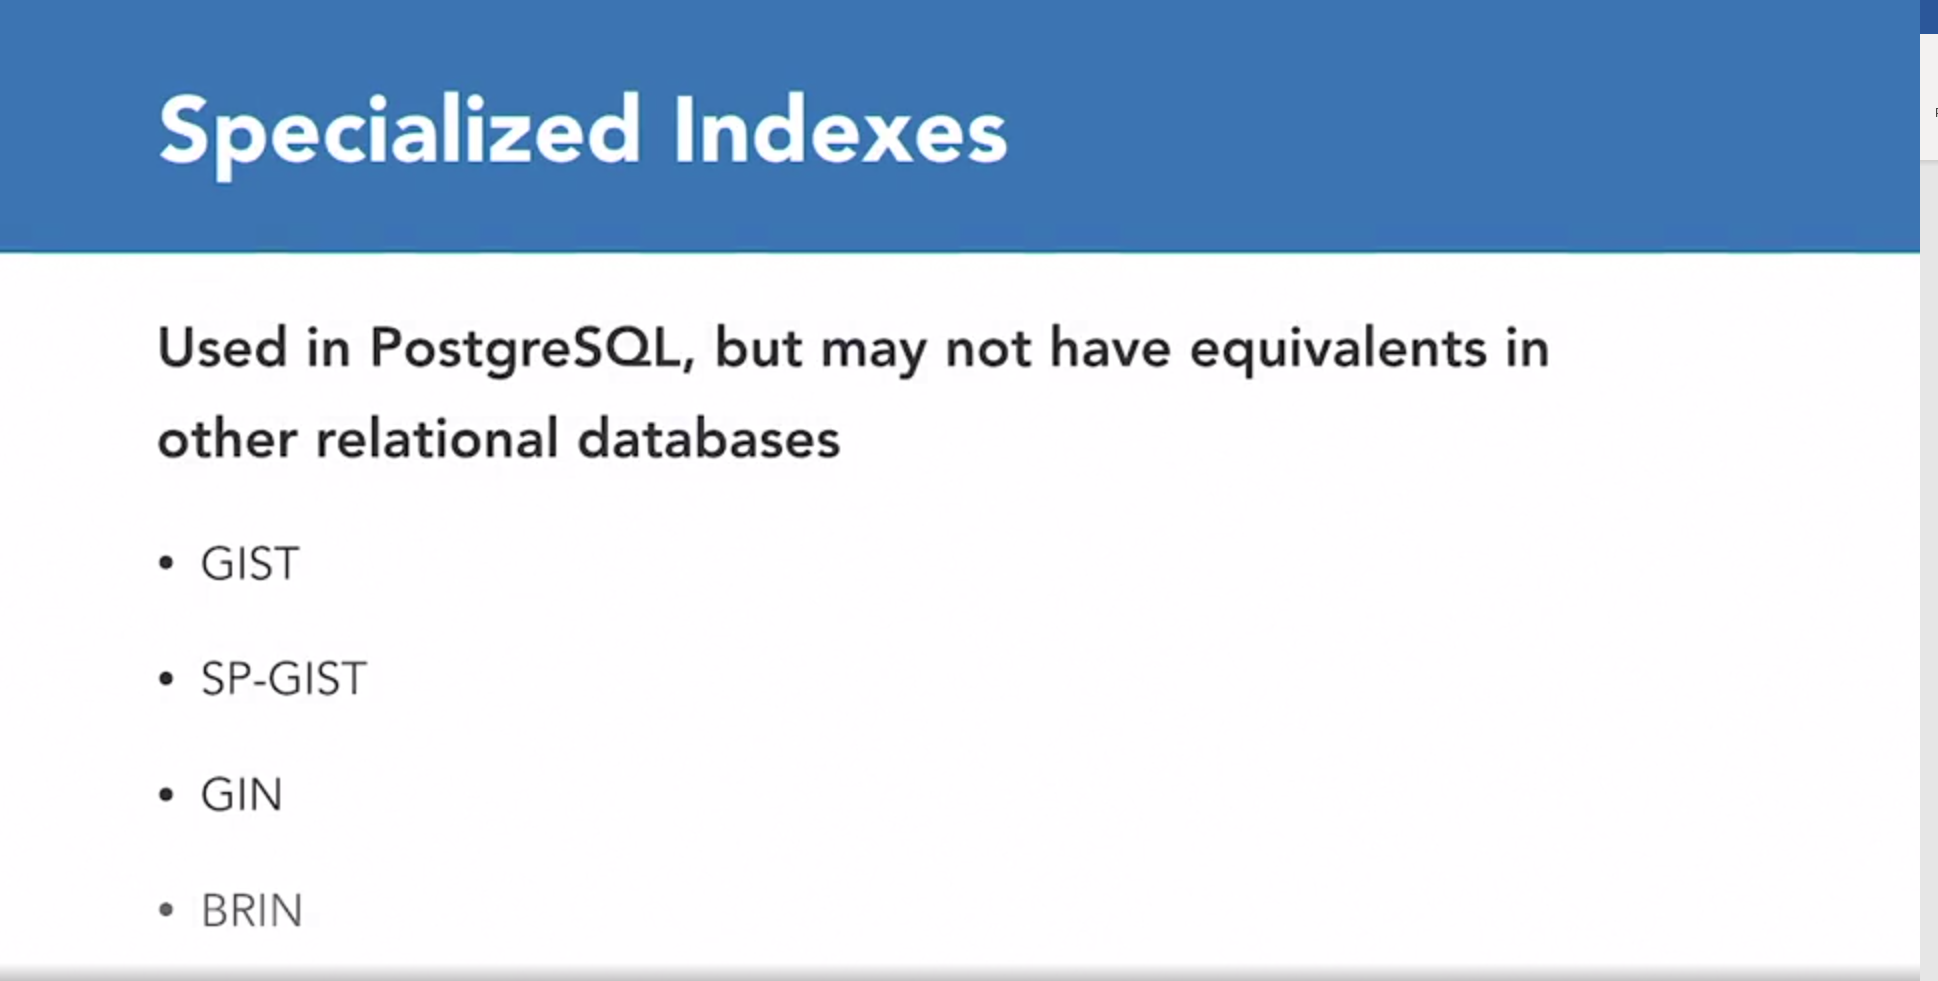 Specialized Indexes
Used in PostgreSQL, but may not have equivalents in
other relational databases
• GIST
• SP-GIST
• GIN
• BRIN